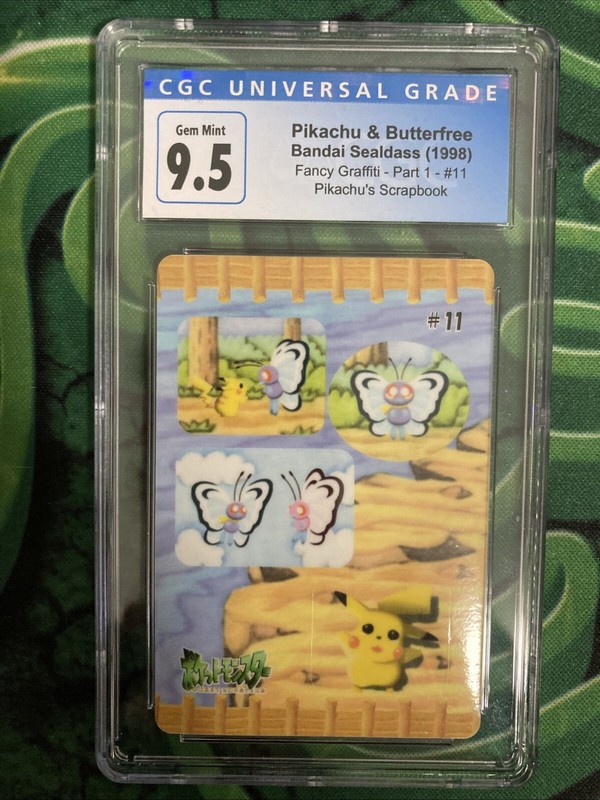 CGC UNIVERSAL GRADE
Gem Mint
9.5
Pikachu & Butterfree
Bandai Sealdass (1998)
Fancy Graffiti - Part 1 - #11
Pikachu's Scrapbook
#11
ポケットモンスター